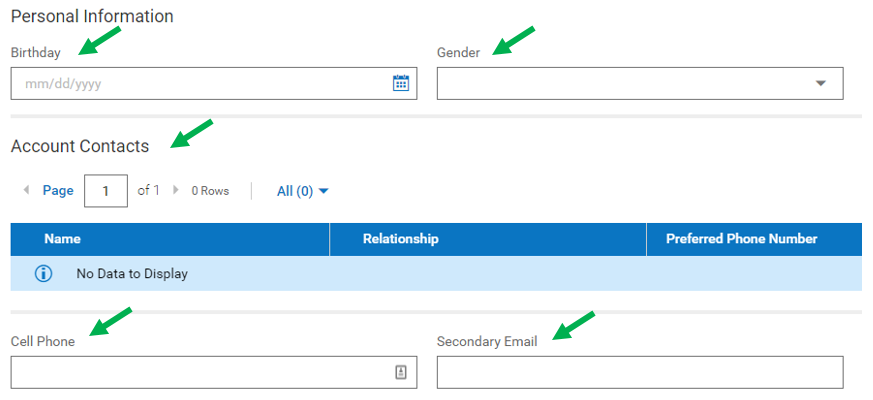 Personal Information
Birthday Gender
mm/dd/yyyy
Account Contacts
Page 1 of 1 0 Rows All (0)
Name Relationship Preferred Phone Number
No Data to Display
Cell Phone Secondary Email